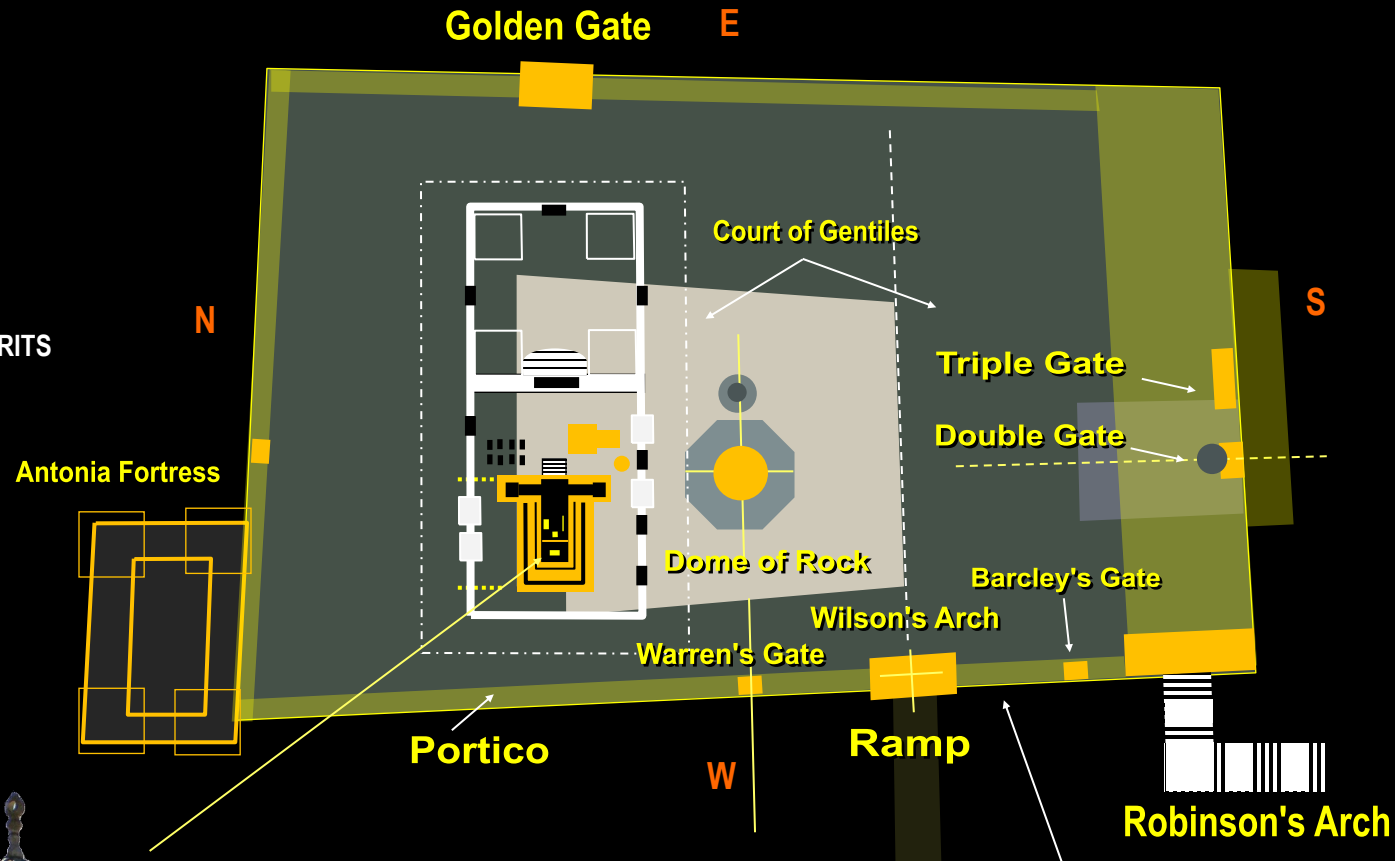 Golden Gate
E
Court of Gentiles
N
S
RITS
Triple Gate
Double Gate
Antonia Fortress
Dome of Rock
Barcley's Gate
Wilson's Arch
Warren's Gate
Portico
Ramp
W
Robinson's Arch